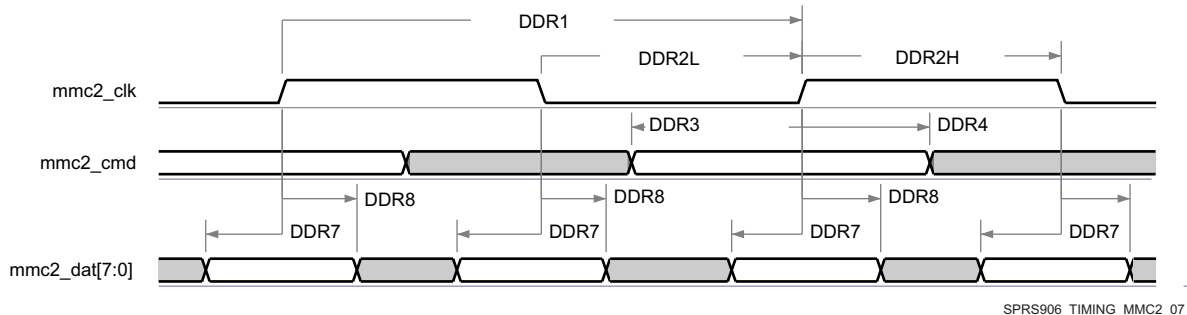 DDR1
DDR2L
DDR2H
mmc2_clk
DDR3
DDR4
mmc2_cmd
DDR8
DDR8
DDR8
DDR7
DDR7
DDR7
DDR7
mmc2_dat[7:0]
SPRS906_TIMING_MMC2_07